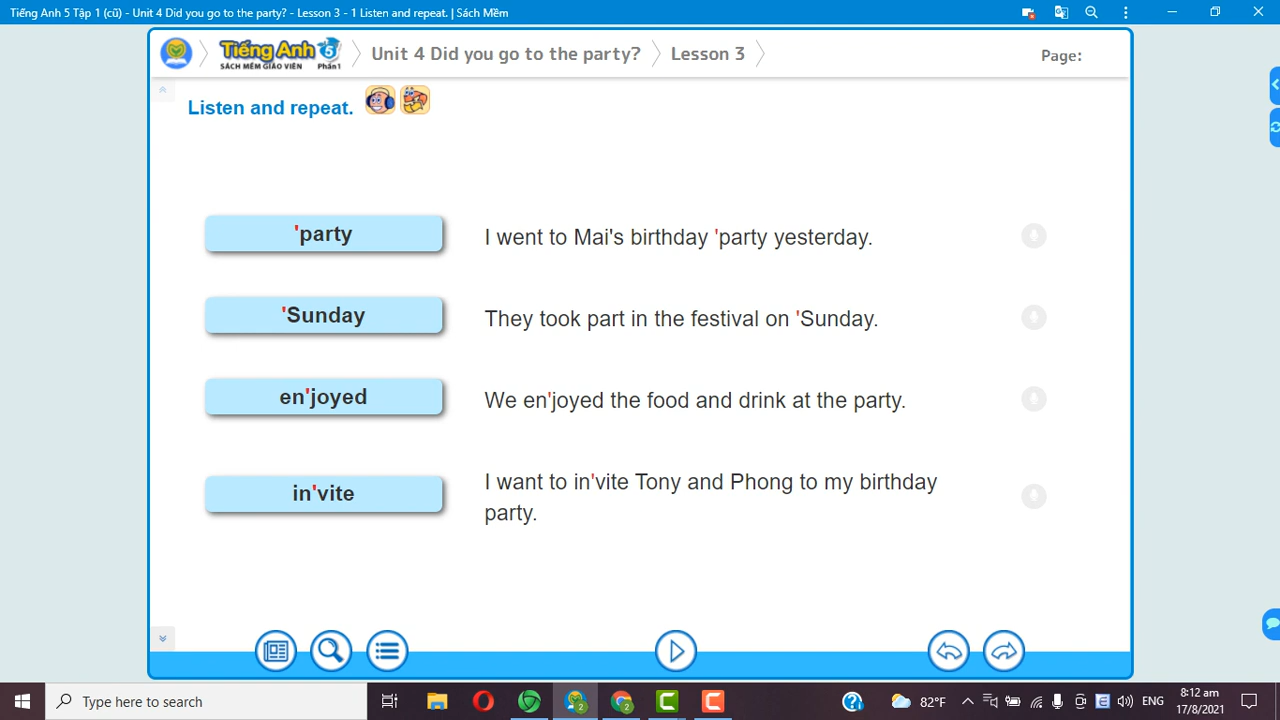 Tiếng Anh 5 Tập 1 (cũ) - Unit 4 Did you go to the party? - Lesson 3 - 1 Listen and repeat. | Sách Mềm
Tiếng Anh 5
SÁCH MỀM GIÁO VIÊN Phần 1
Unit 4 Did you go to the party?
Lesson 3
Page:
Listen and repeat.
'party
I went to Mai's birthday 'party yesterday.
'Sunday
They took part in the festival on 'Sunday.
en'joyed
We en'joyed the food and drink at the party.
in'vite
I want to in'vite Tony and Phong to my birthday
party.
Type here to search
2
2
82°F
ENG
8:12 am
17/8/2021